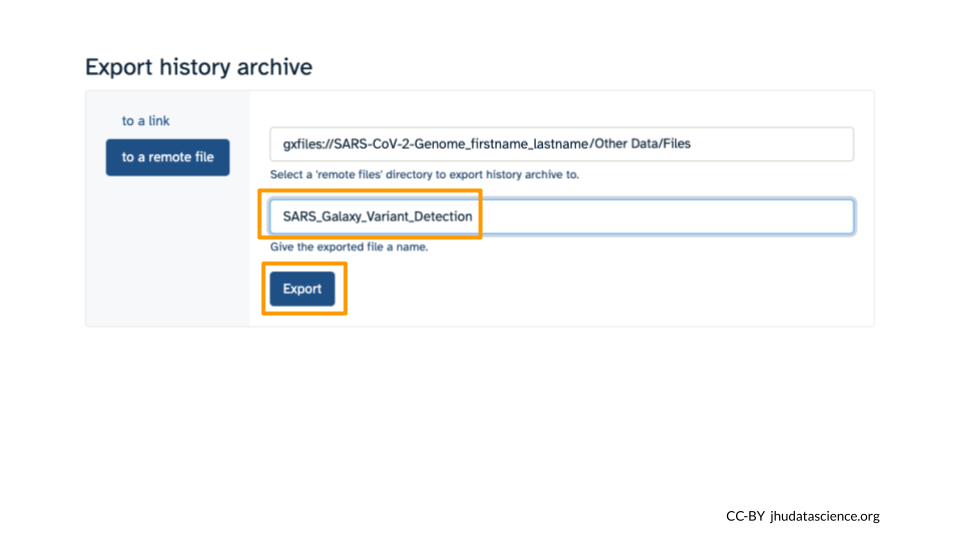 Export history archive
to a link
to a remote file
gxfiles://SARS-CoV-2-Genome_firstname_lastname/Other Data/Files
Select a 'remote files' directory to export history archive to.
SARS_Galaxy_Variant_Detection
Give the exported file a name.
Export
CC-BY jhudatascience.org